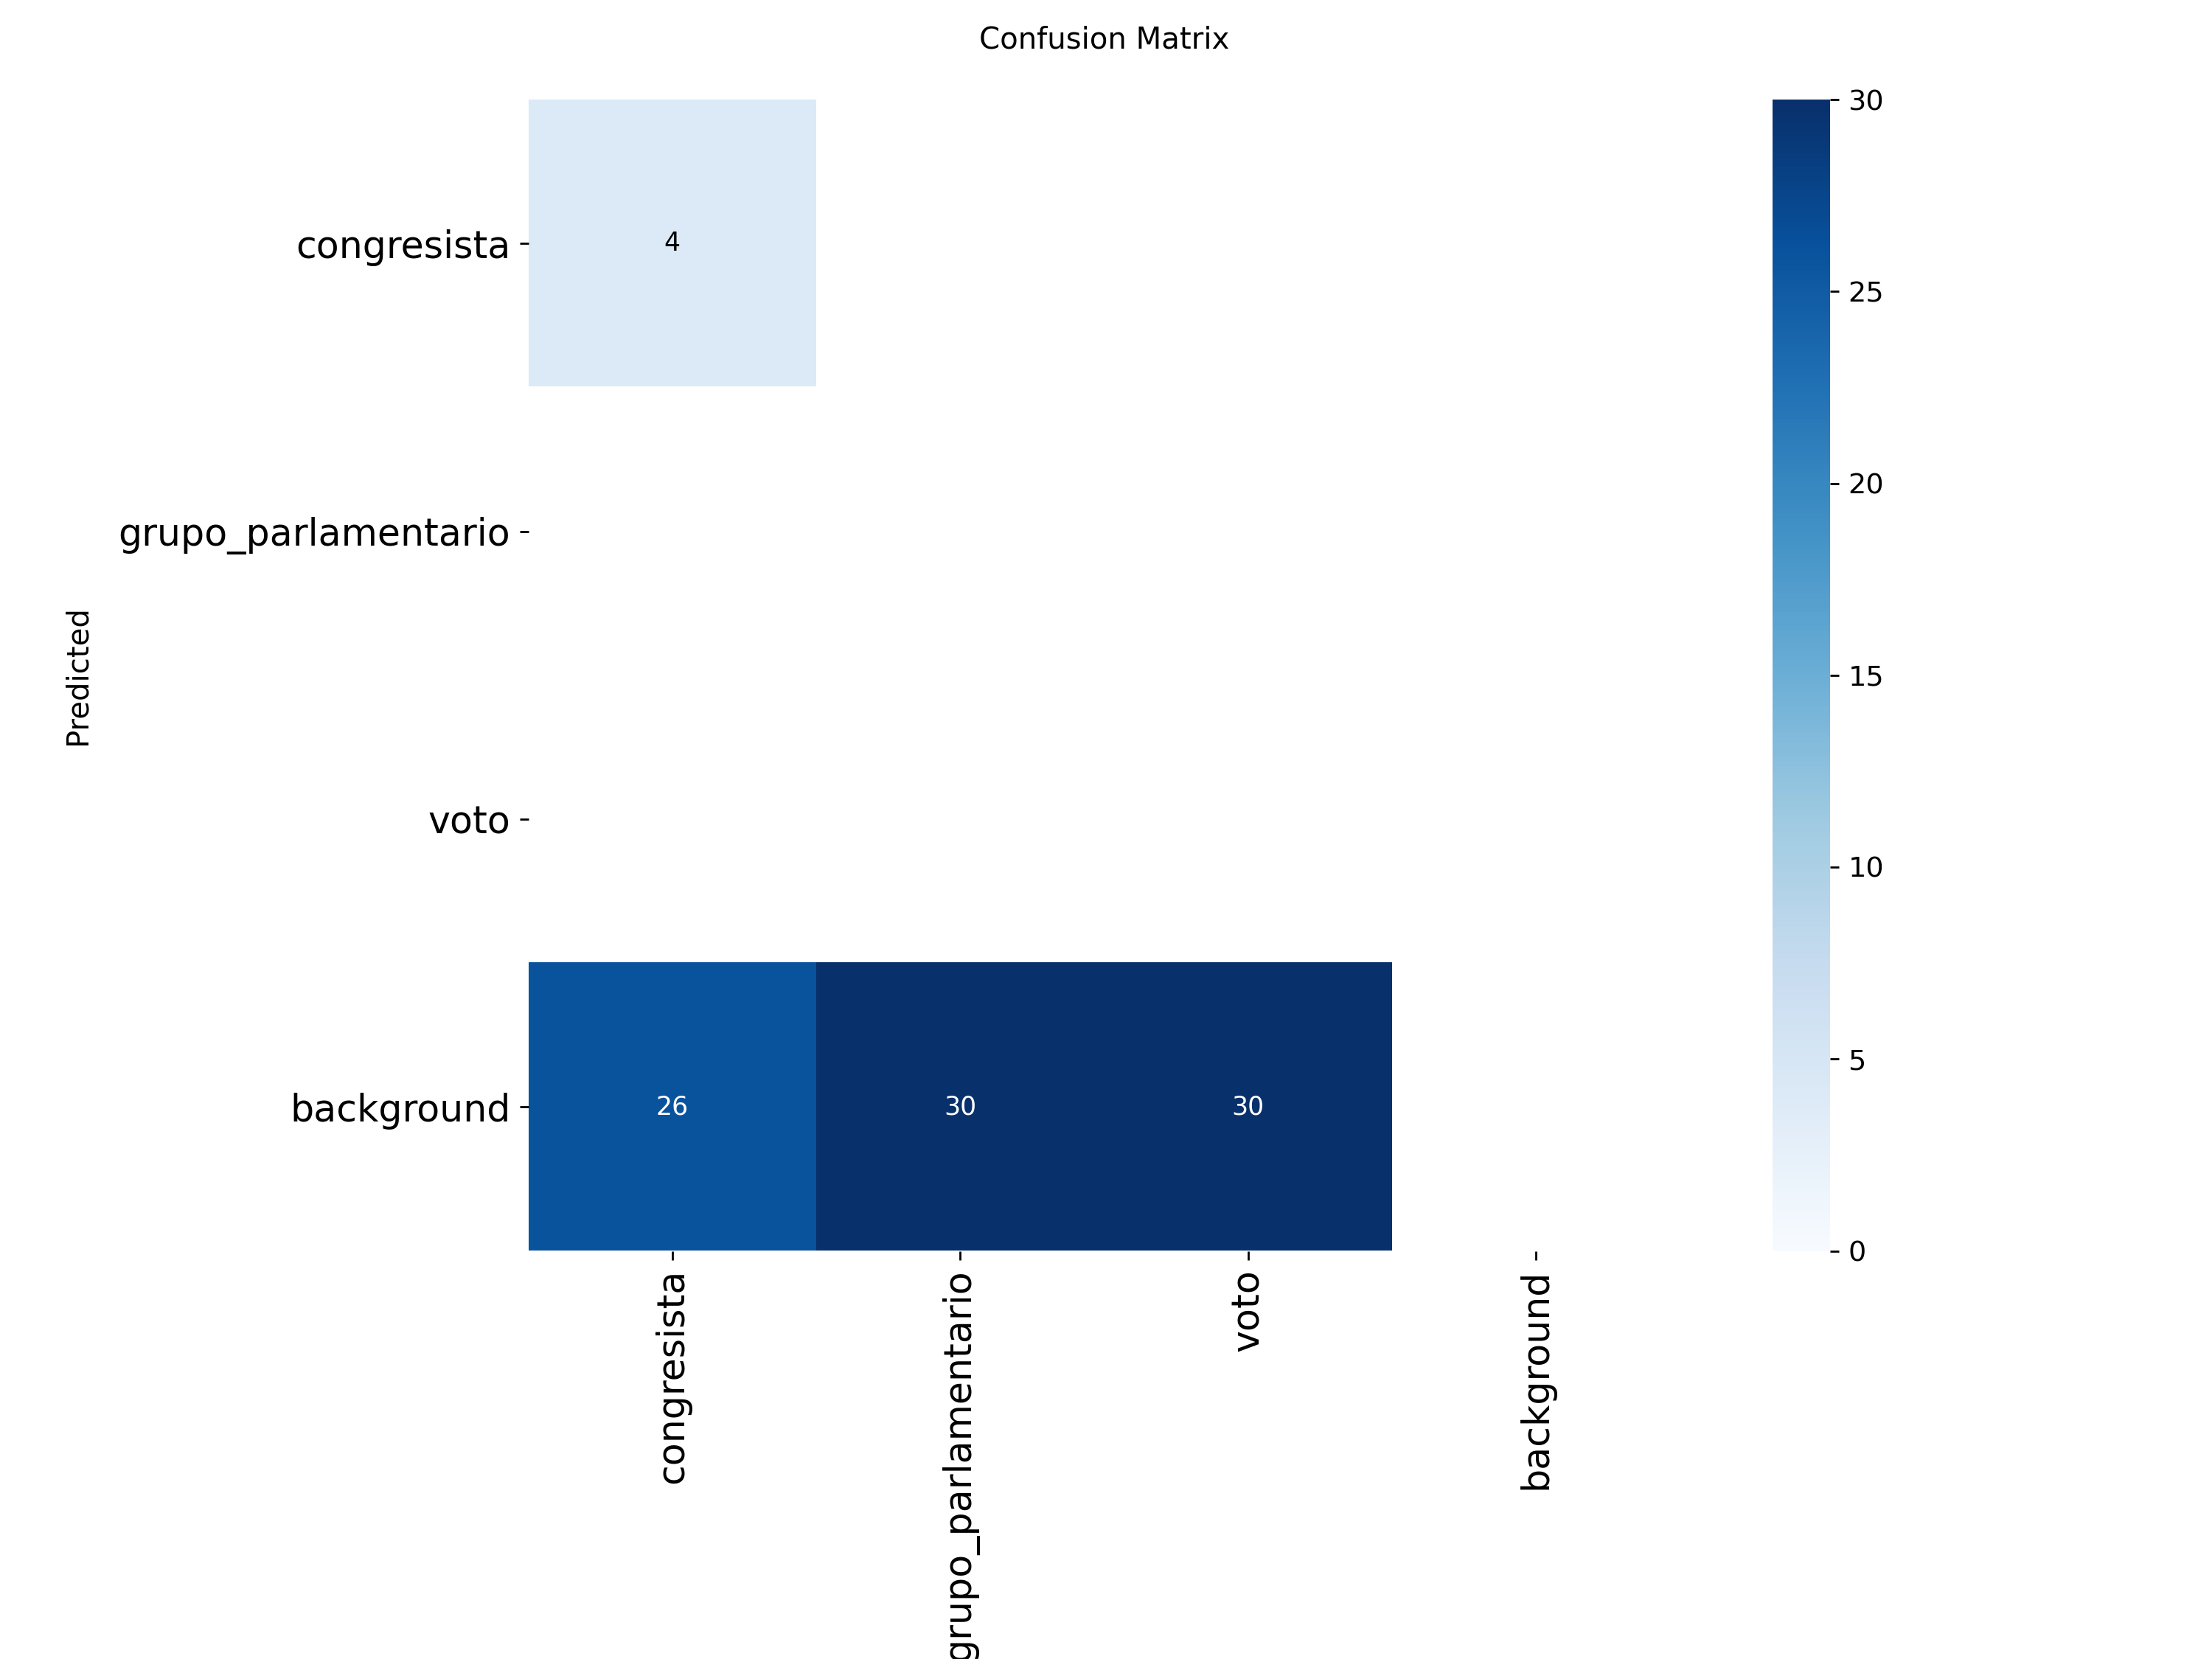 Confusion Matrix
Predicted
congresista
grupo_parlamentario
voto
background
4
26
30
30
congresista
grupo_parlamentario
voto
background
30
25
20
15
10
5
0